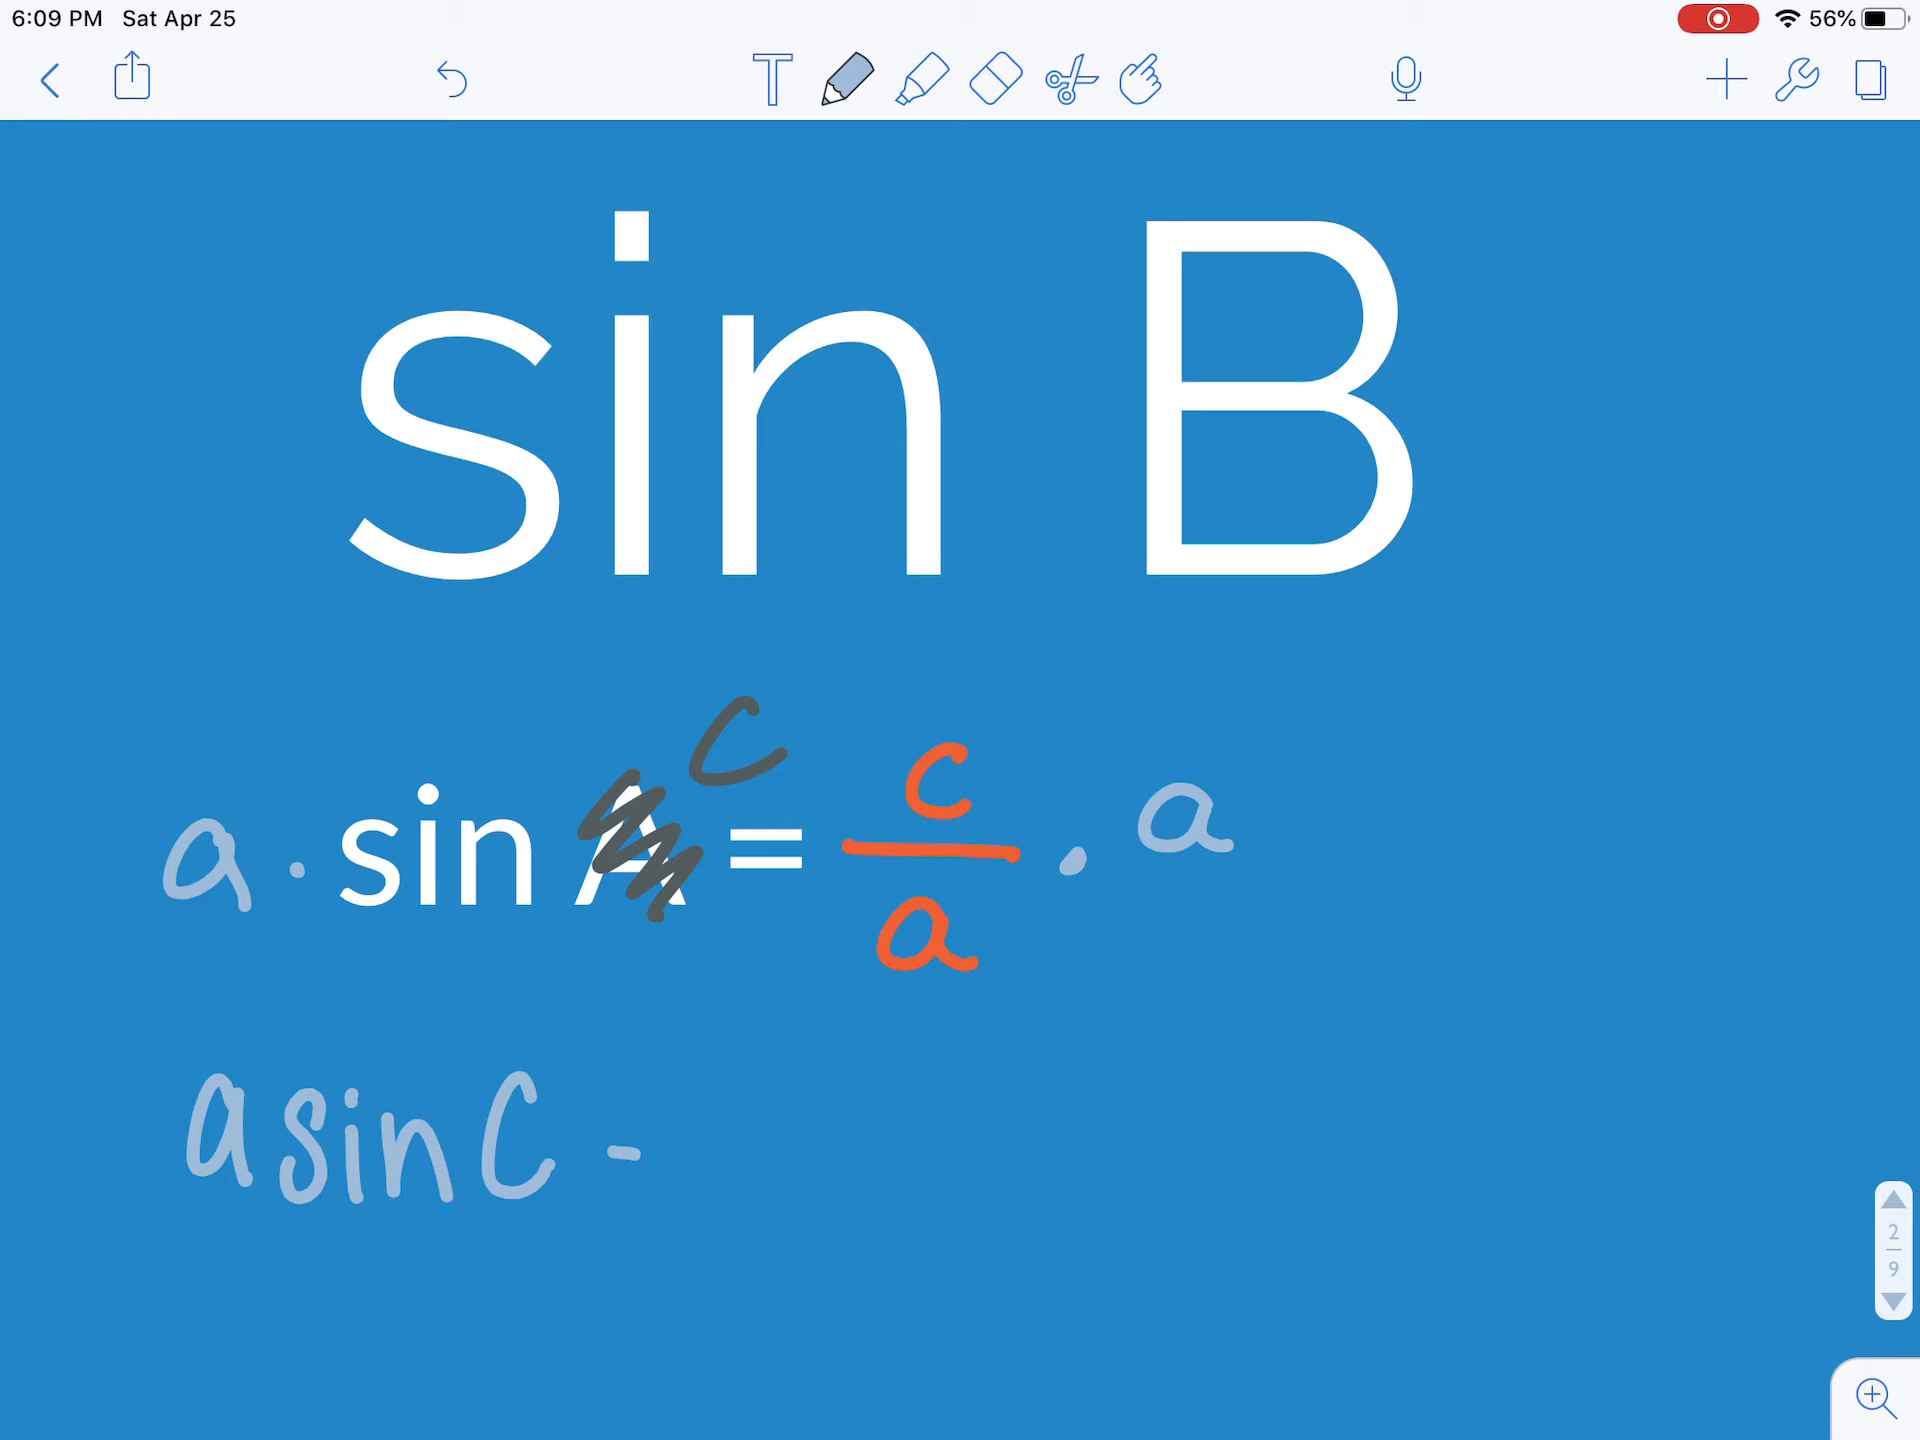 6:09 PM Sat Apr 25 56%
T
sin B
C
a · sin A = c/a · a
a sin C -
2
9